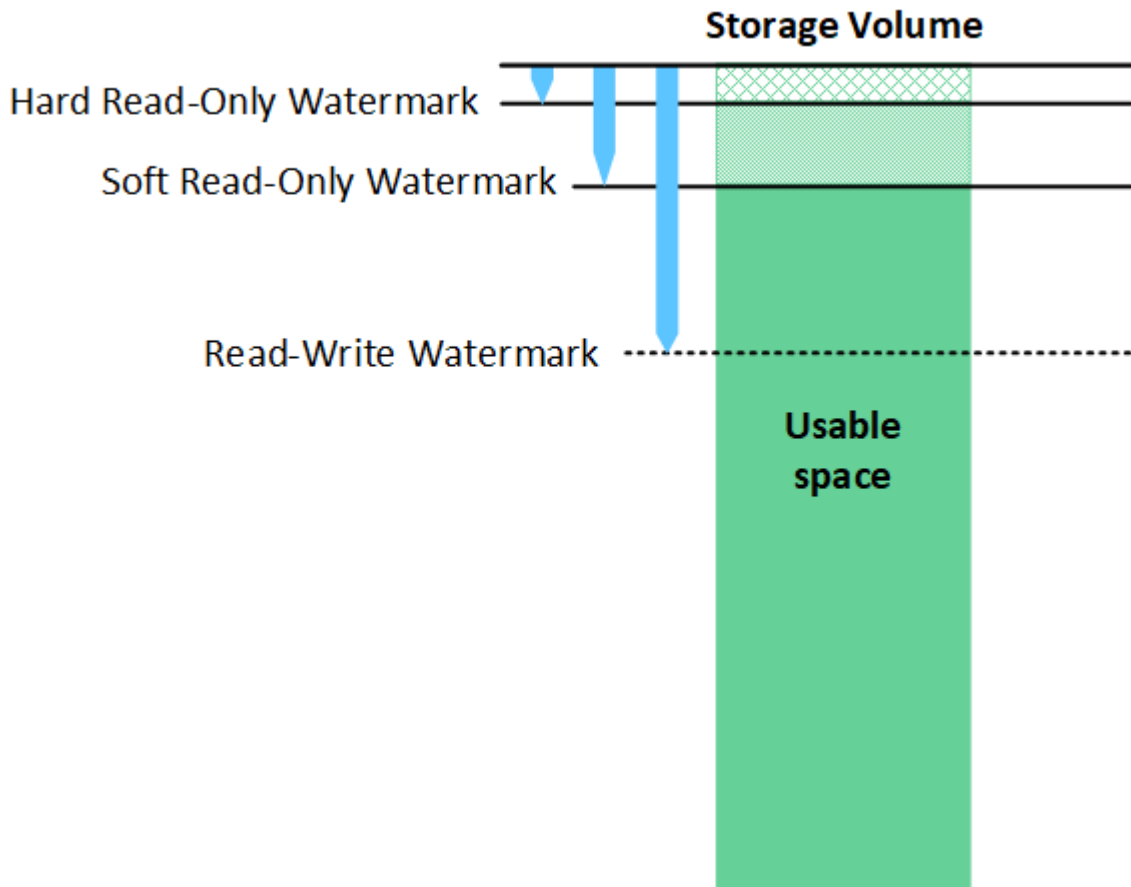 Storage Volume
Hard Read-Only Watermark
Soft Read-Only Watermark
Read-Write Watermark
Usable
space